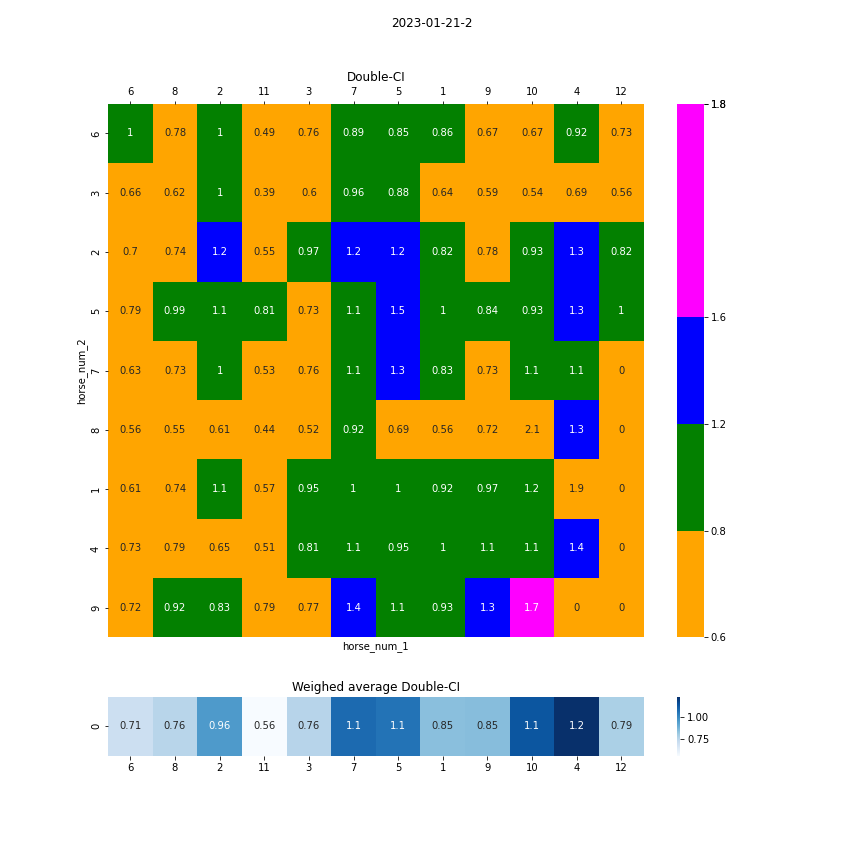 2023-01-21-2
Double-CI
6 8 2 11 3 7 5 1 9 10 4 12
6 1 0.78 1 0.49 0.76 0.89 0.85 0.86 0.67 0.67 0.92 0.73
3 0.66 0.62 1 0.39 0.6 0.96 0.88 0.64 0.59 0.54 0.69 0.56
2 0.7 0.74 1.2 0.55 0.97 1.2 1.2 0.82 0.78 0.93 1.3 0.82
5 0.79 0.99 1.1 0.81 0.73 1.1 1.5 1 0.84 0.93 1.3 1
7 0.63 0.73 1 0.53 0.76 1.1 1.3 0.83 0.73 1.1 1.1 0
8 0.56 0.55 0.61 0.44 0.52 0.92 0.69 0.56 0.72 2.1 1.3 0
1 0.61 0.74 1.1 0.57 0.95 1 1 0.92 0.97 1.2 1.9 0
4 0.73 0.79 0.65 0.51 0.81 1.1 0.95 1 1.1 1.1 1.4 0
9 0.72 0.92 0.83 0.79 0.77 1.4 1.1 0.93 1.3 1.7 0 0
horse_num_2
horse_num_1
1.8
1.6
1.2
0.8
0.6
Weighed average Double-CI
0 0.71 0.76 0.96 0.56 0.76 1.1 1.1 0.85 0.85 1.1 1.2 0.79
6 8 2 11 3 7 5 1 9 10 4 12
1.00
0.75